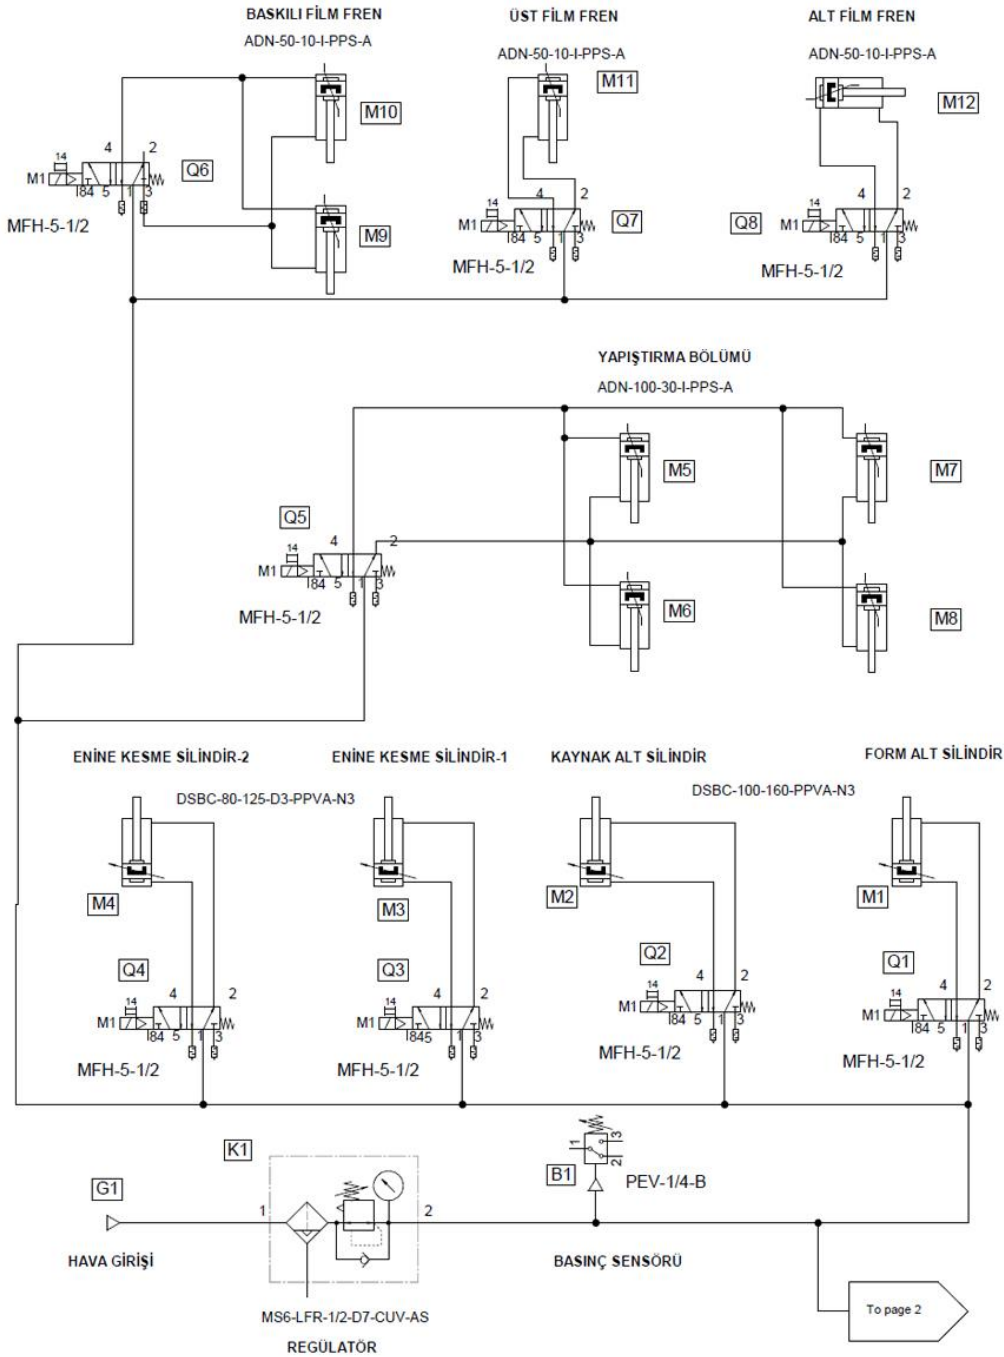 BASKILI FİLM FREN
ADN-50-10-I-PPS-A
ÜST FİLM FREN
ADN-50-10-I-PPS-A
ALT FİLM FREN
ADN-50-10-I-PPS-A
M10
M11
M12
4 2
14
M1
Q6
84 5 1 3
MFH-5-1/2
M9
4 2
14
M1
Q7
84 5 1 3
MFH-5-1/2
4 2
14
Q8
M1
84 5 1 3
MFH-5-1/2
YAPIŞTIRMA BÖLÜMÜ
ADN-100-30-I-PPS-A
M5
M7
Q5
4 2
14
M1
84 5 1 3
MFH-5-1/2
M6
M8
ENİNE KESME SİLİNDİR-2
ENİNE KESME SİLİNDİR-1
KAYNAK ALT SİLİNDİR
FORM ALT SİLİNDİR
DSBC-80-125-D3-PPVA-N3
DSBC-100-160-PPVA-N3
M4
M3
M2
M1
Q4
4 2
14
M1
84 5 1 3
MFH-5-1/2
Q3
4 2
14
M1
845 1 3
MFH-5-1/2
Q2
4 2
14
M1
84 5 1 3
MFH-5-1/2
Q1
4 2
14
M1
84 5 1 3
MFH-5-1/2
K1
G1
1
2
HAVA GİRİŞİ
MS6-LFR-1/2-D7-CUV-AS
REGÜLATÖR
1 3
2
B1
PEV-1/4-B
BASINÇ SENSÖRÜ
To page 2